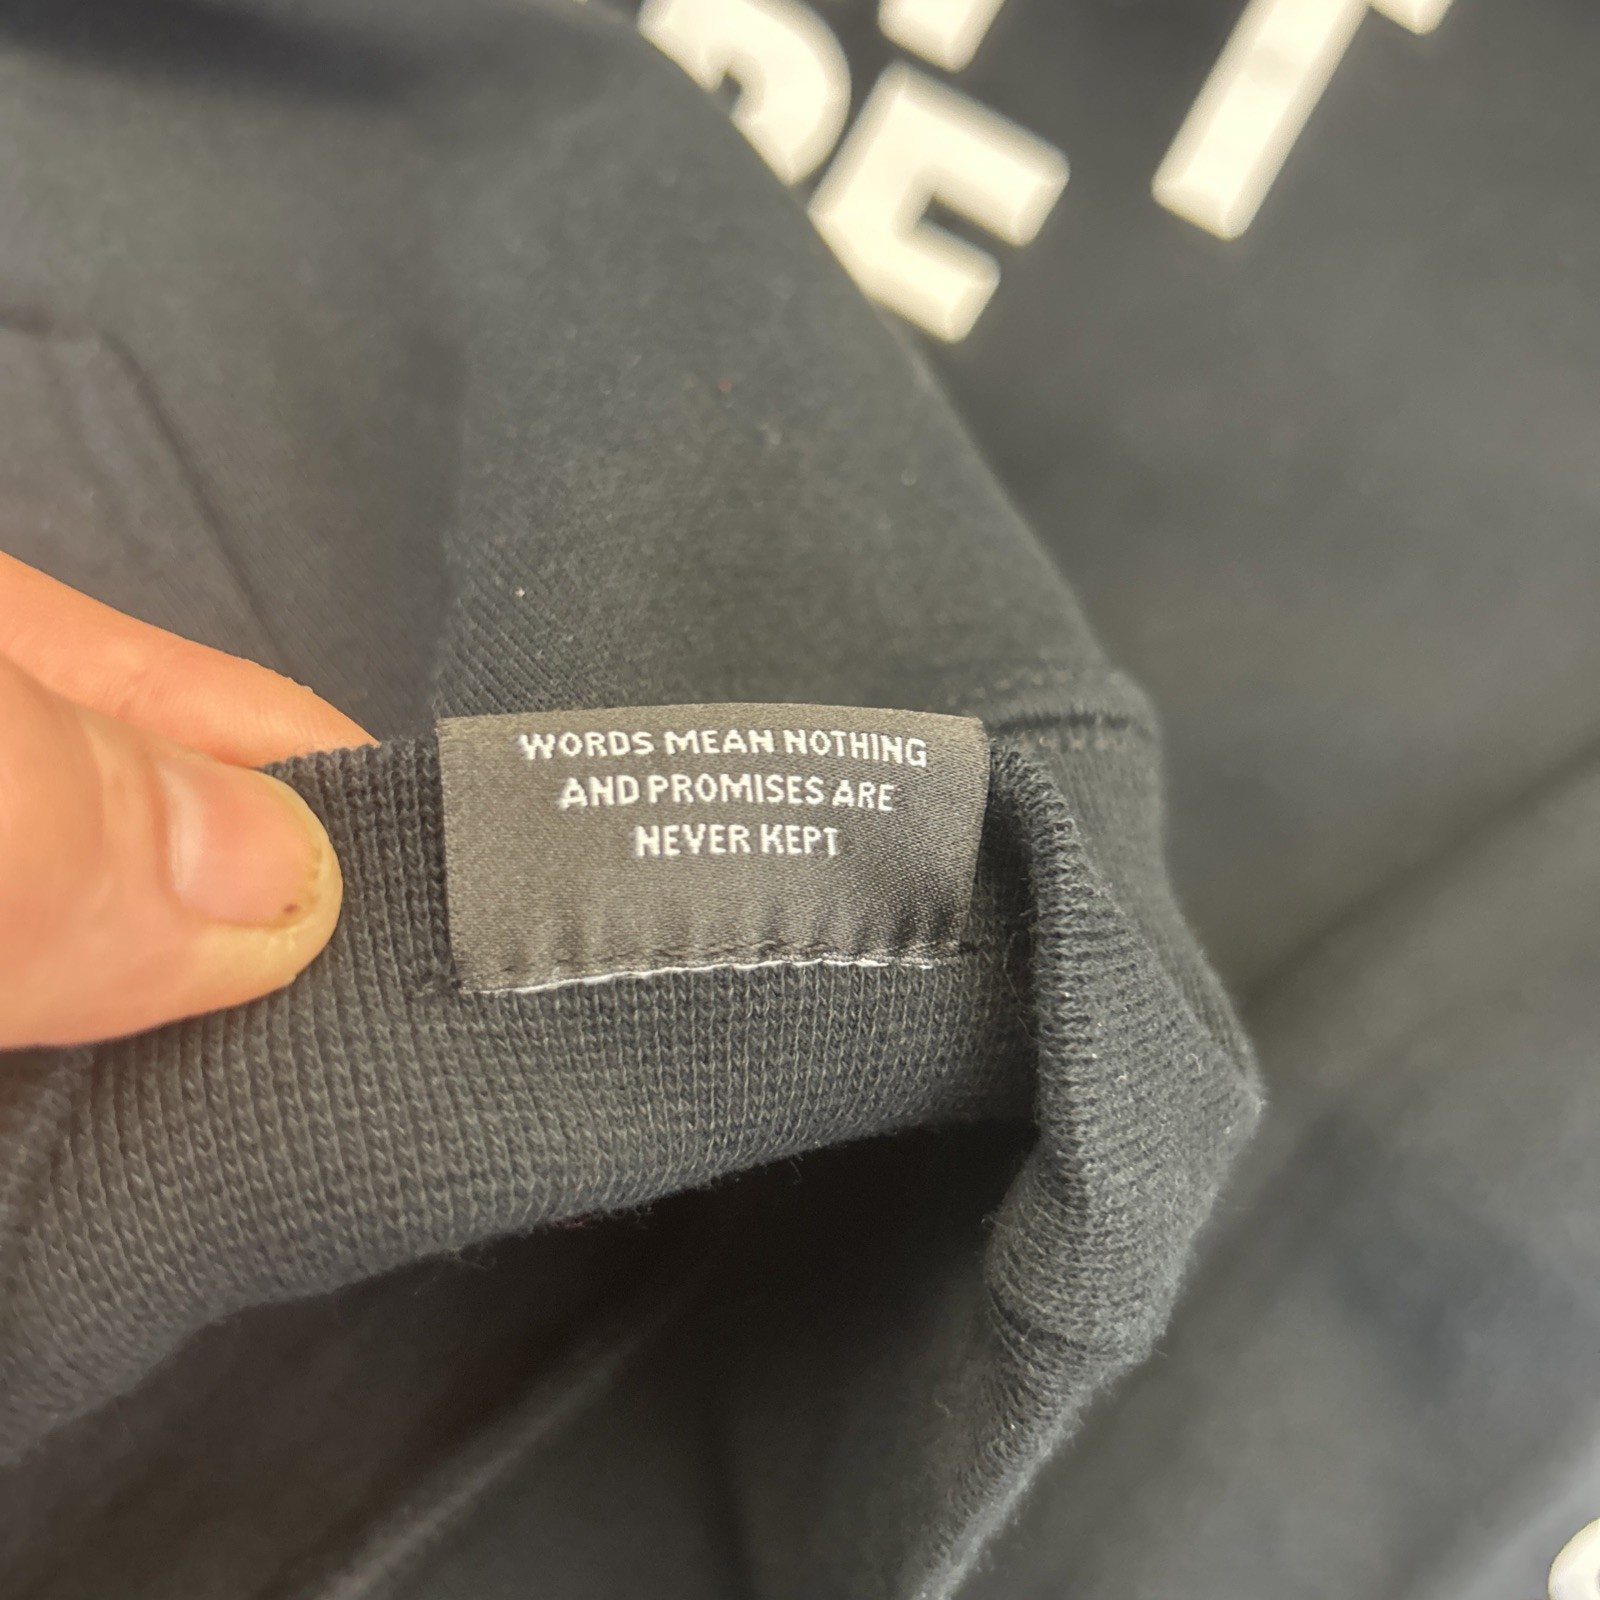 WORDS MEAN NOTHING
AND PROMISES ARE
NEVER KEPT